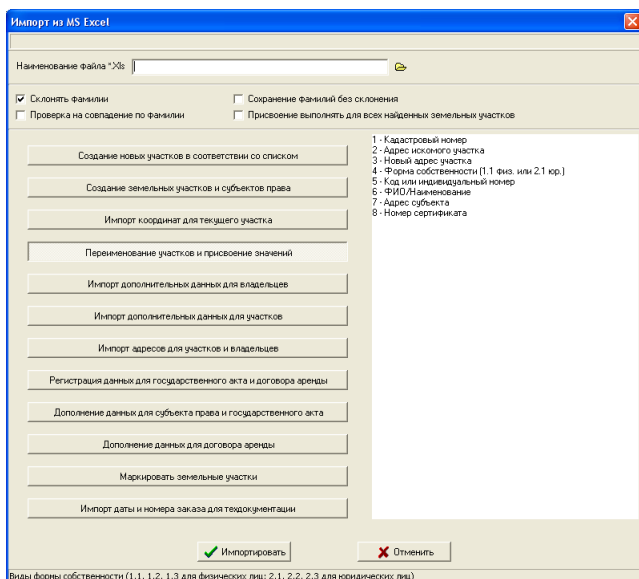 Импорт из MS Excel
Наименование файла *.Xls
Склонять фамилии
Сохранение фамилий без склонения
Проверка на совпадение по фамилии
Присвоение выполнять для всех найденных земельных участков
Создание новых участков в соответствии со списком
Создание земельных участков и субъектов права
Импорт координат для текущего участка
Переименование участков и присвоение значений
Импорт дополнительных данных для владельцев
Импорт дополнительных данных для участков
Импорт адресов для участков и владельцев
Регистрация данных для государственного акта и договора аренды
Дополнение данных для субъекта права и государственного акта
Дополнение данных для договора аренды
Маркировать земельные участки
Импорт даты и номера заказа для техдокументации
1 - Кадастровый номер
2 - Адрес искомого участка
3 - Новый адрес участка
4 - Форма собственности (1.1 физ. или 2.1 юр.)
5 - Код или индивидуальный номер
6 - ФИО/Наименование
7 - Адрес субъекта
8 - Номер сертификата
Импортировать
Отменить
Виды формы собственности (1.1, 1.2, 1.3 для физических лиц; 2.1, 2.2, 2.3 для юридических лиц)